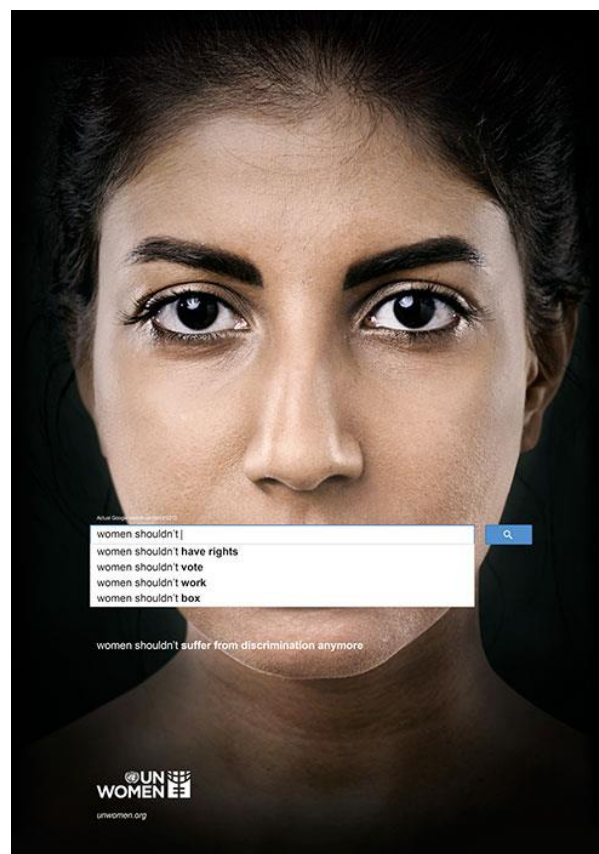 women shouldn't |
women shouldn't have rights
women shouldn't vote
women shouldn't work
women shouldn't box
women shouldn't suffer from discrimination anymore
UN
WOMEN
unwomen.org